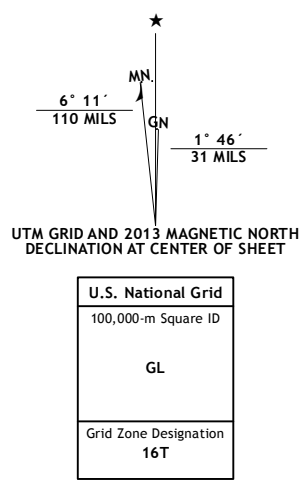 ★
MN.
GN
6° 11´
110 MILS
1° 46´
31 MILS
UTM GRID AND 2013 MAGNETIC NORTH
DECLINATION AT CENTER OF SHEET
U.S. National Grid
100,000-m Square ID
GL
Grid Zone Designation
16T